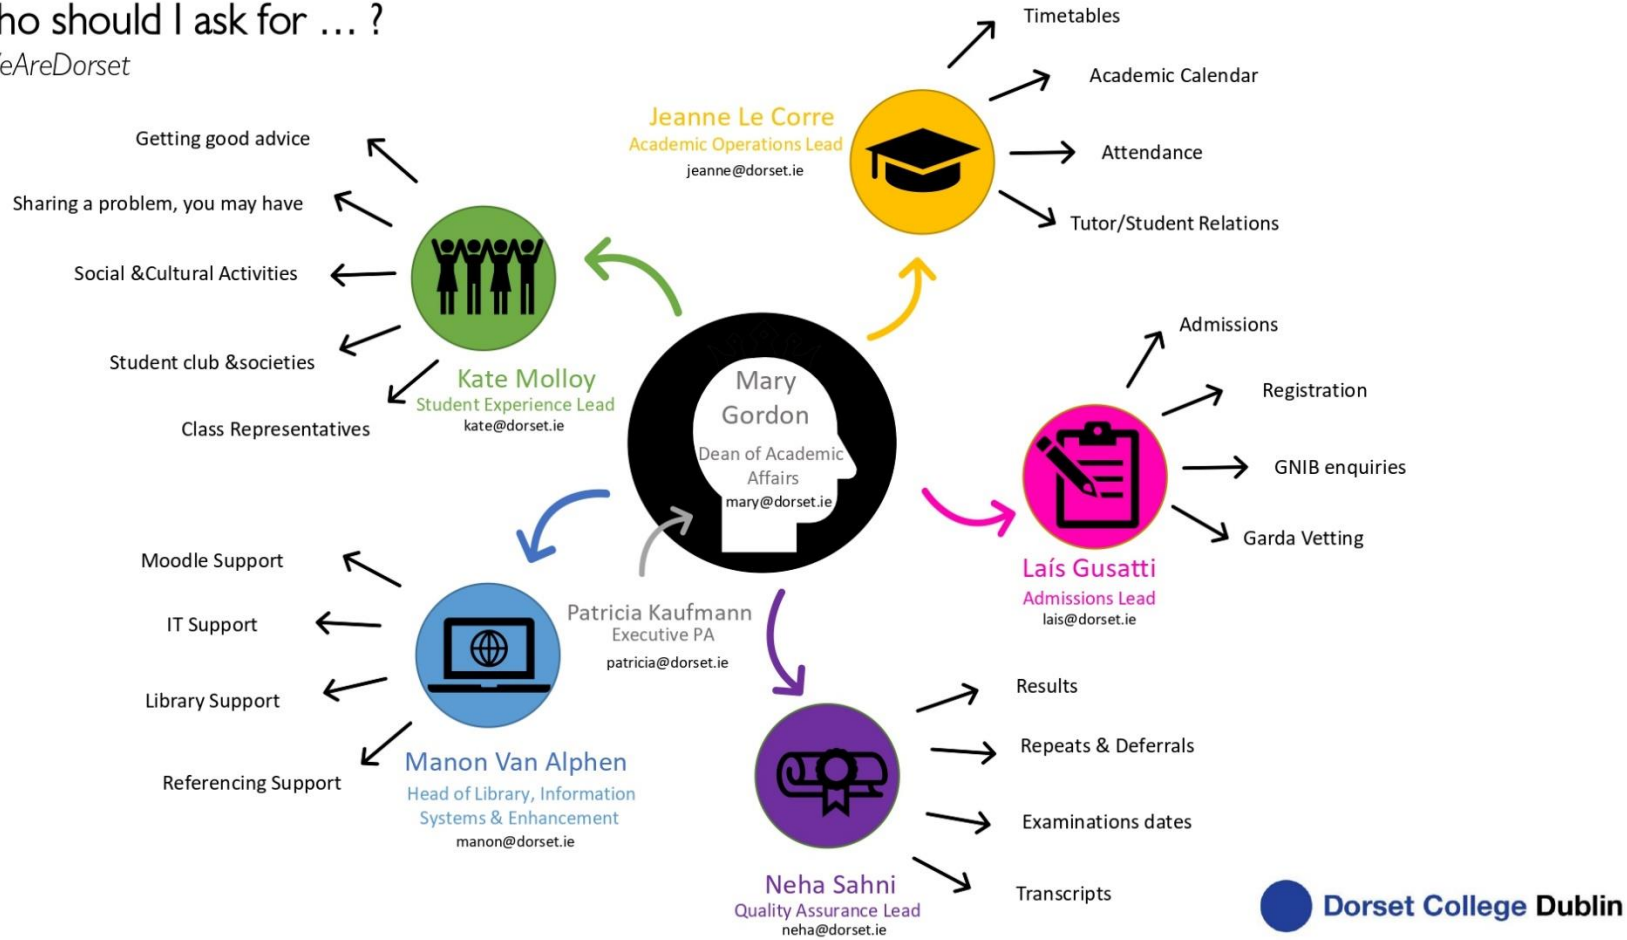 ho should I ask for ... ?
eAreDorset
Getting good advice
Sharing a problem, you may have
Social &Cultural Activities
Student club &societies
Class Representatives
Kate Molloy
Student Experience Lead
kate@dorset.ie
Jeanne Le Corre
Academic Operations Lead
jeanne@dorset.ie
Timetables
Academic Calendar
Attendance
Tutor/Student Relations
Mary
Gordon
Dean of Academic
Affairs
mary@dorset.ie
Admissions
Registration
GNIB enquiries
Garda Vetting
Laís Gusatti
Admissions Lead
lais@dorset.ie
Moodle Support
IT Support
Library Support
Referencing Support
Manon Van Alphen
Head of Library, Information
Systems & Enhancement
manon@dorset.ie
Patricia Kaufmann
Executive PA
patricia@dorset.ie
Results
Repeats & Deferrals
Examinations dates
Transcripts
Neha Sahni
Quality Assurance Lead
neha@dorset.ie
Dorset College Dublin